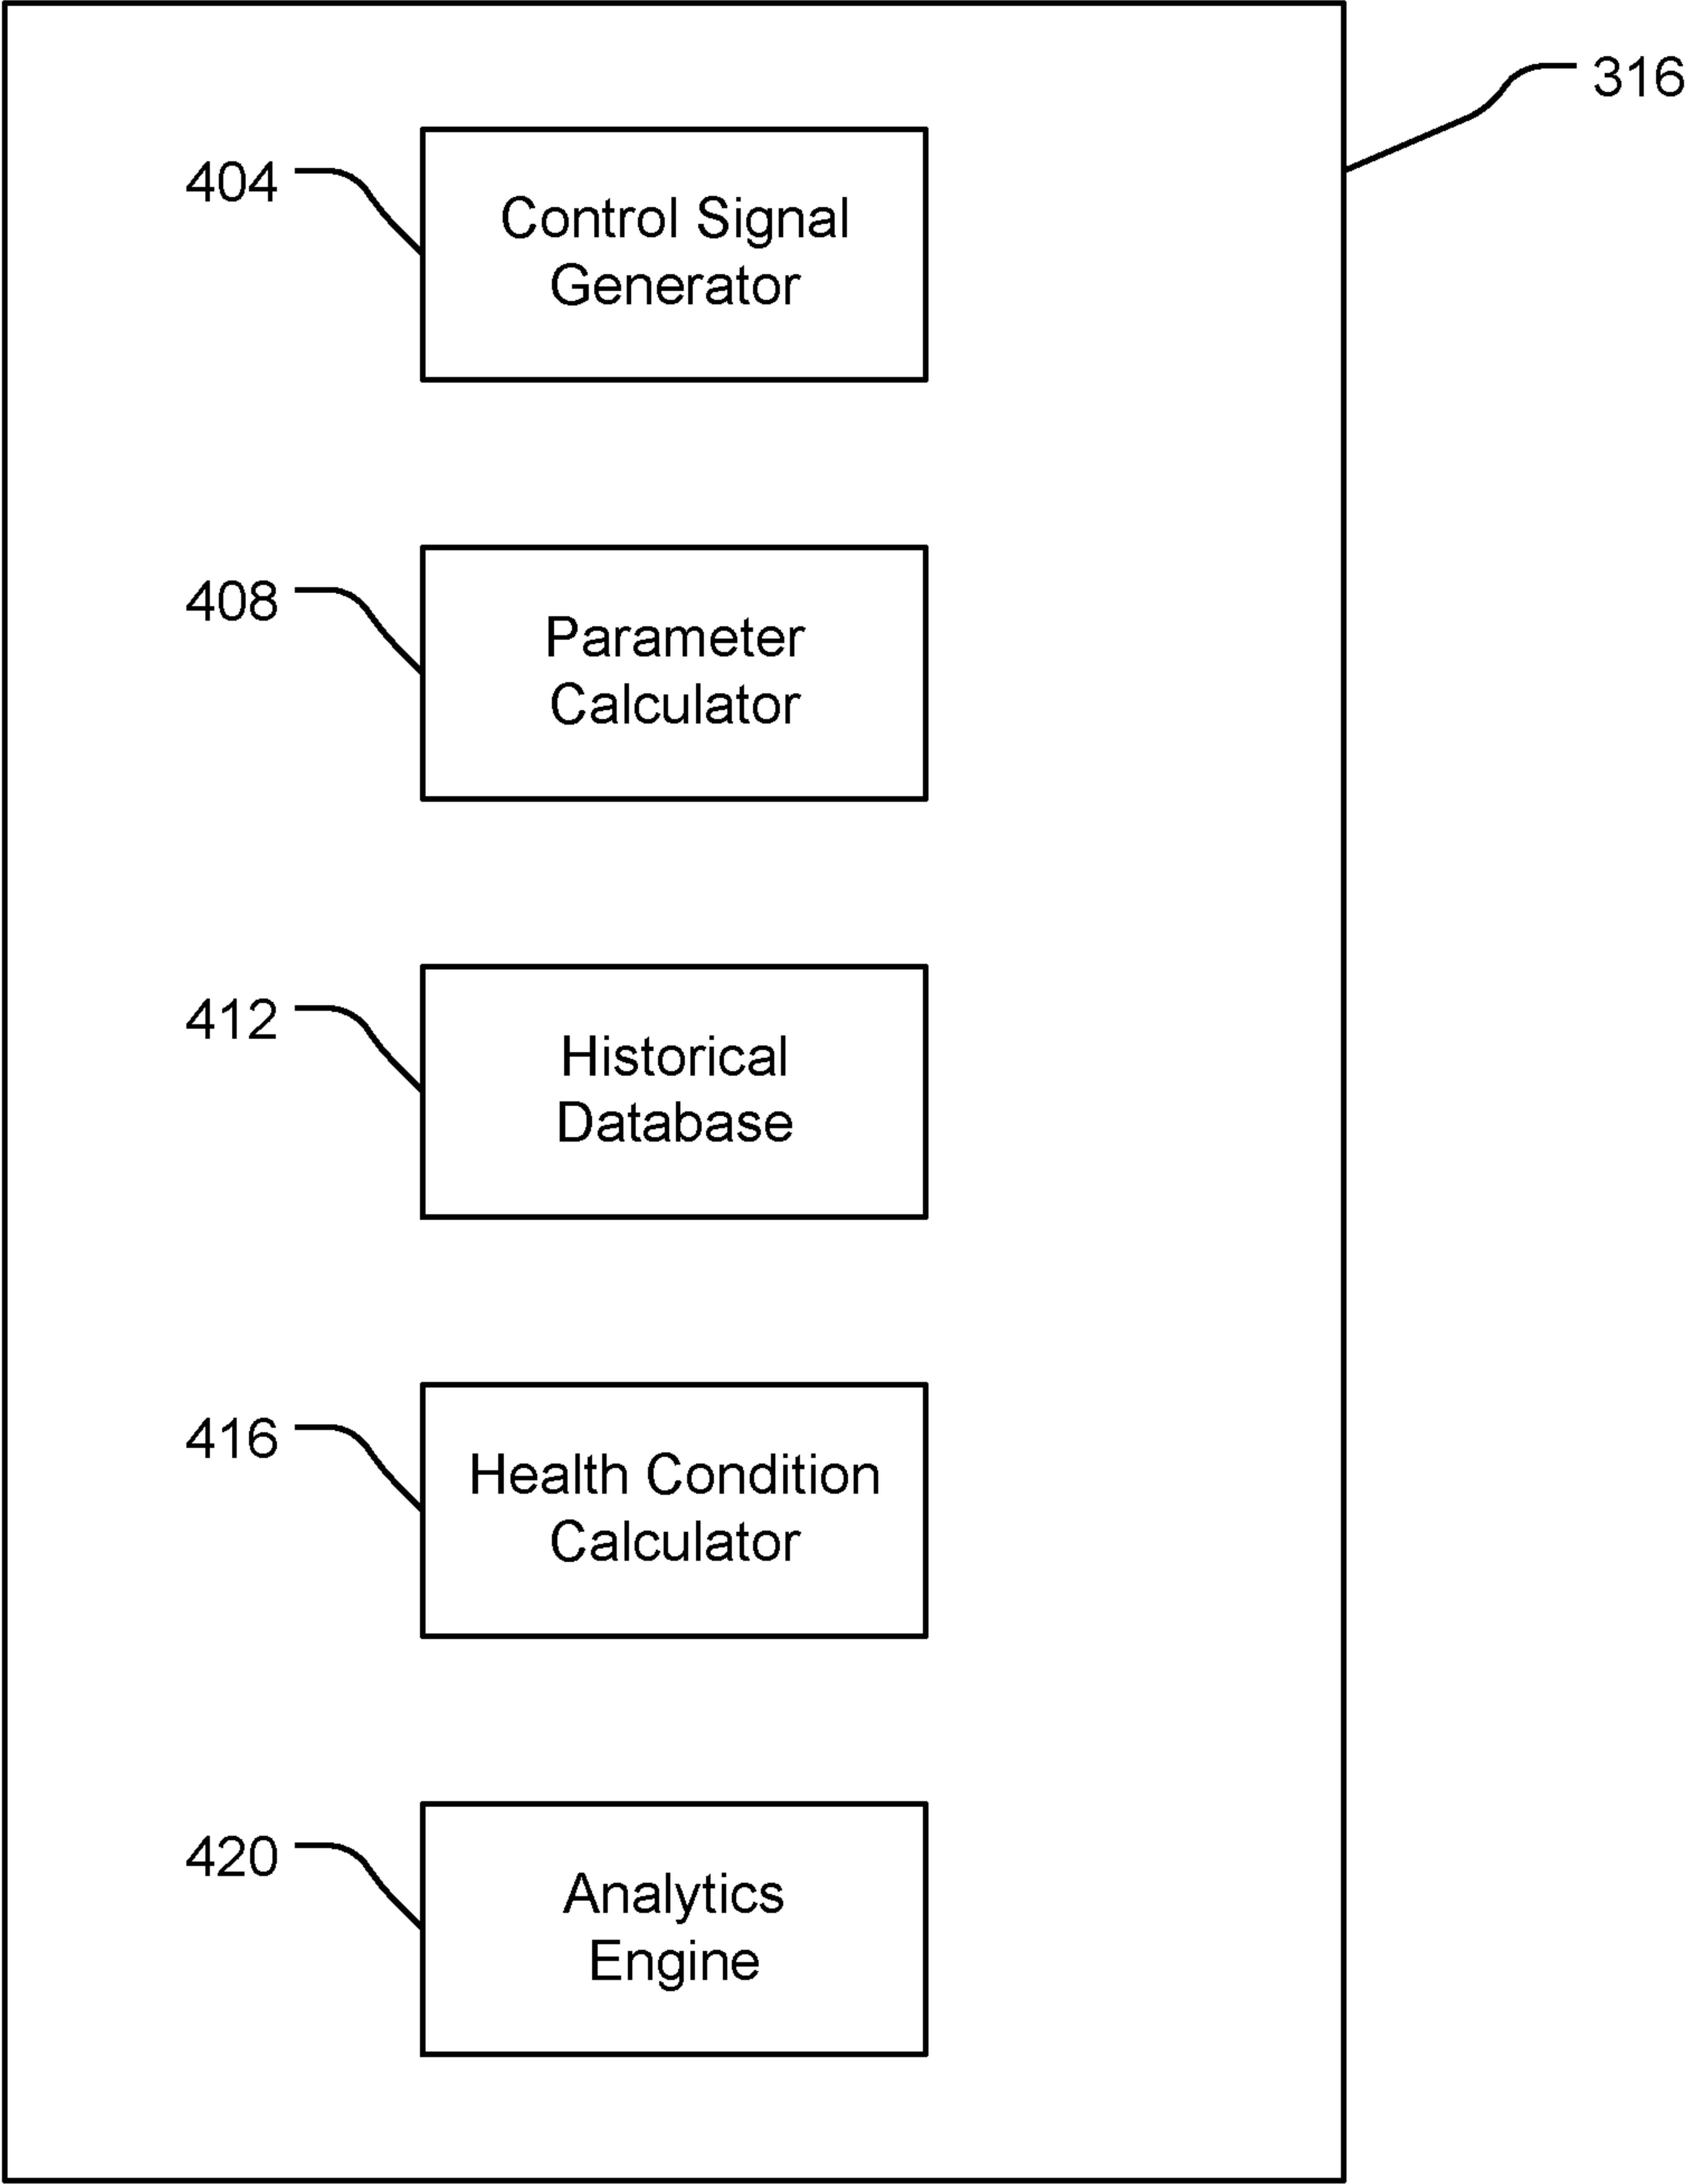 316
404
Control Signal
Generator
408
Parameter
Calculator
412
Historical
Database
416
Health Condition
Calculator
420
Analytics
Engine